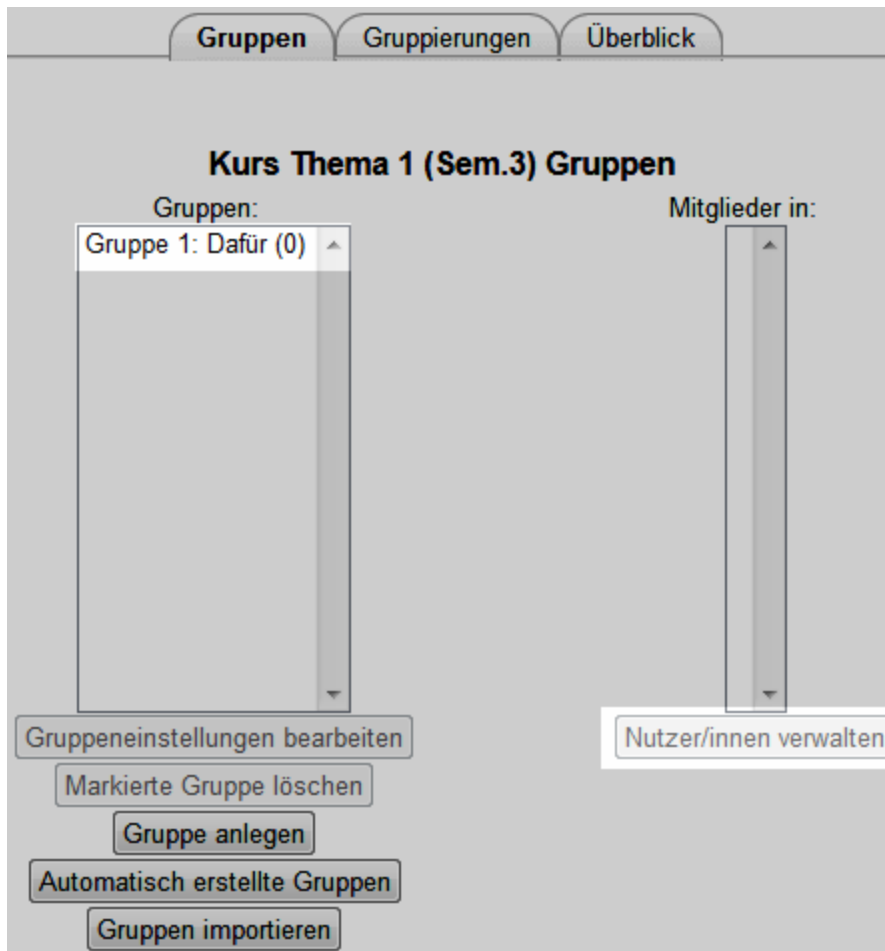 Gruppen Gruppierungen Überblick
Kurs Thema 1 (Sem.3) Gruppen
Gruppen:
Mitglieder in:
Gruppe 1: Dafür (0)
Gruppeneinstellungen bearbeiten
Nutzer/innen verwalten
Markierte Gruppe löschen
Gruppe anlegen
Automatisch erstellte Gruppen
Gruppen importieren